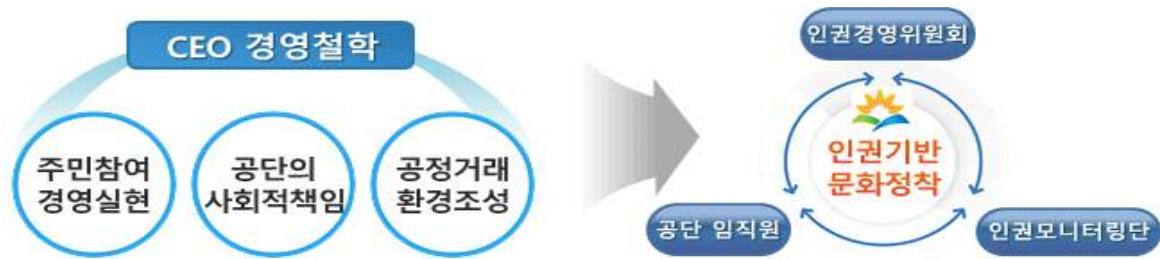 CEO 경영철학
주민참여
경영실현
공단의
사회적책임
공정거래
환경조성
인권경영위원회
인권기반
문화정착
공단 임직원
인권모니터링단